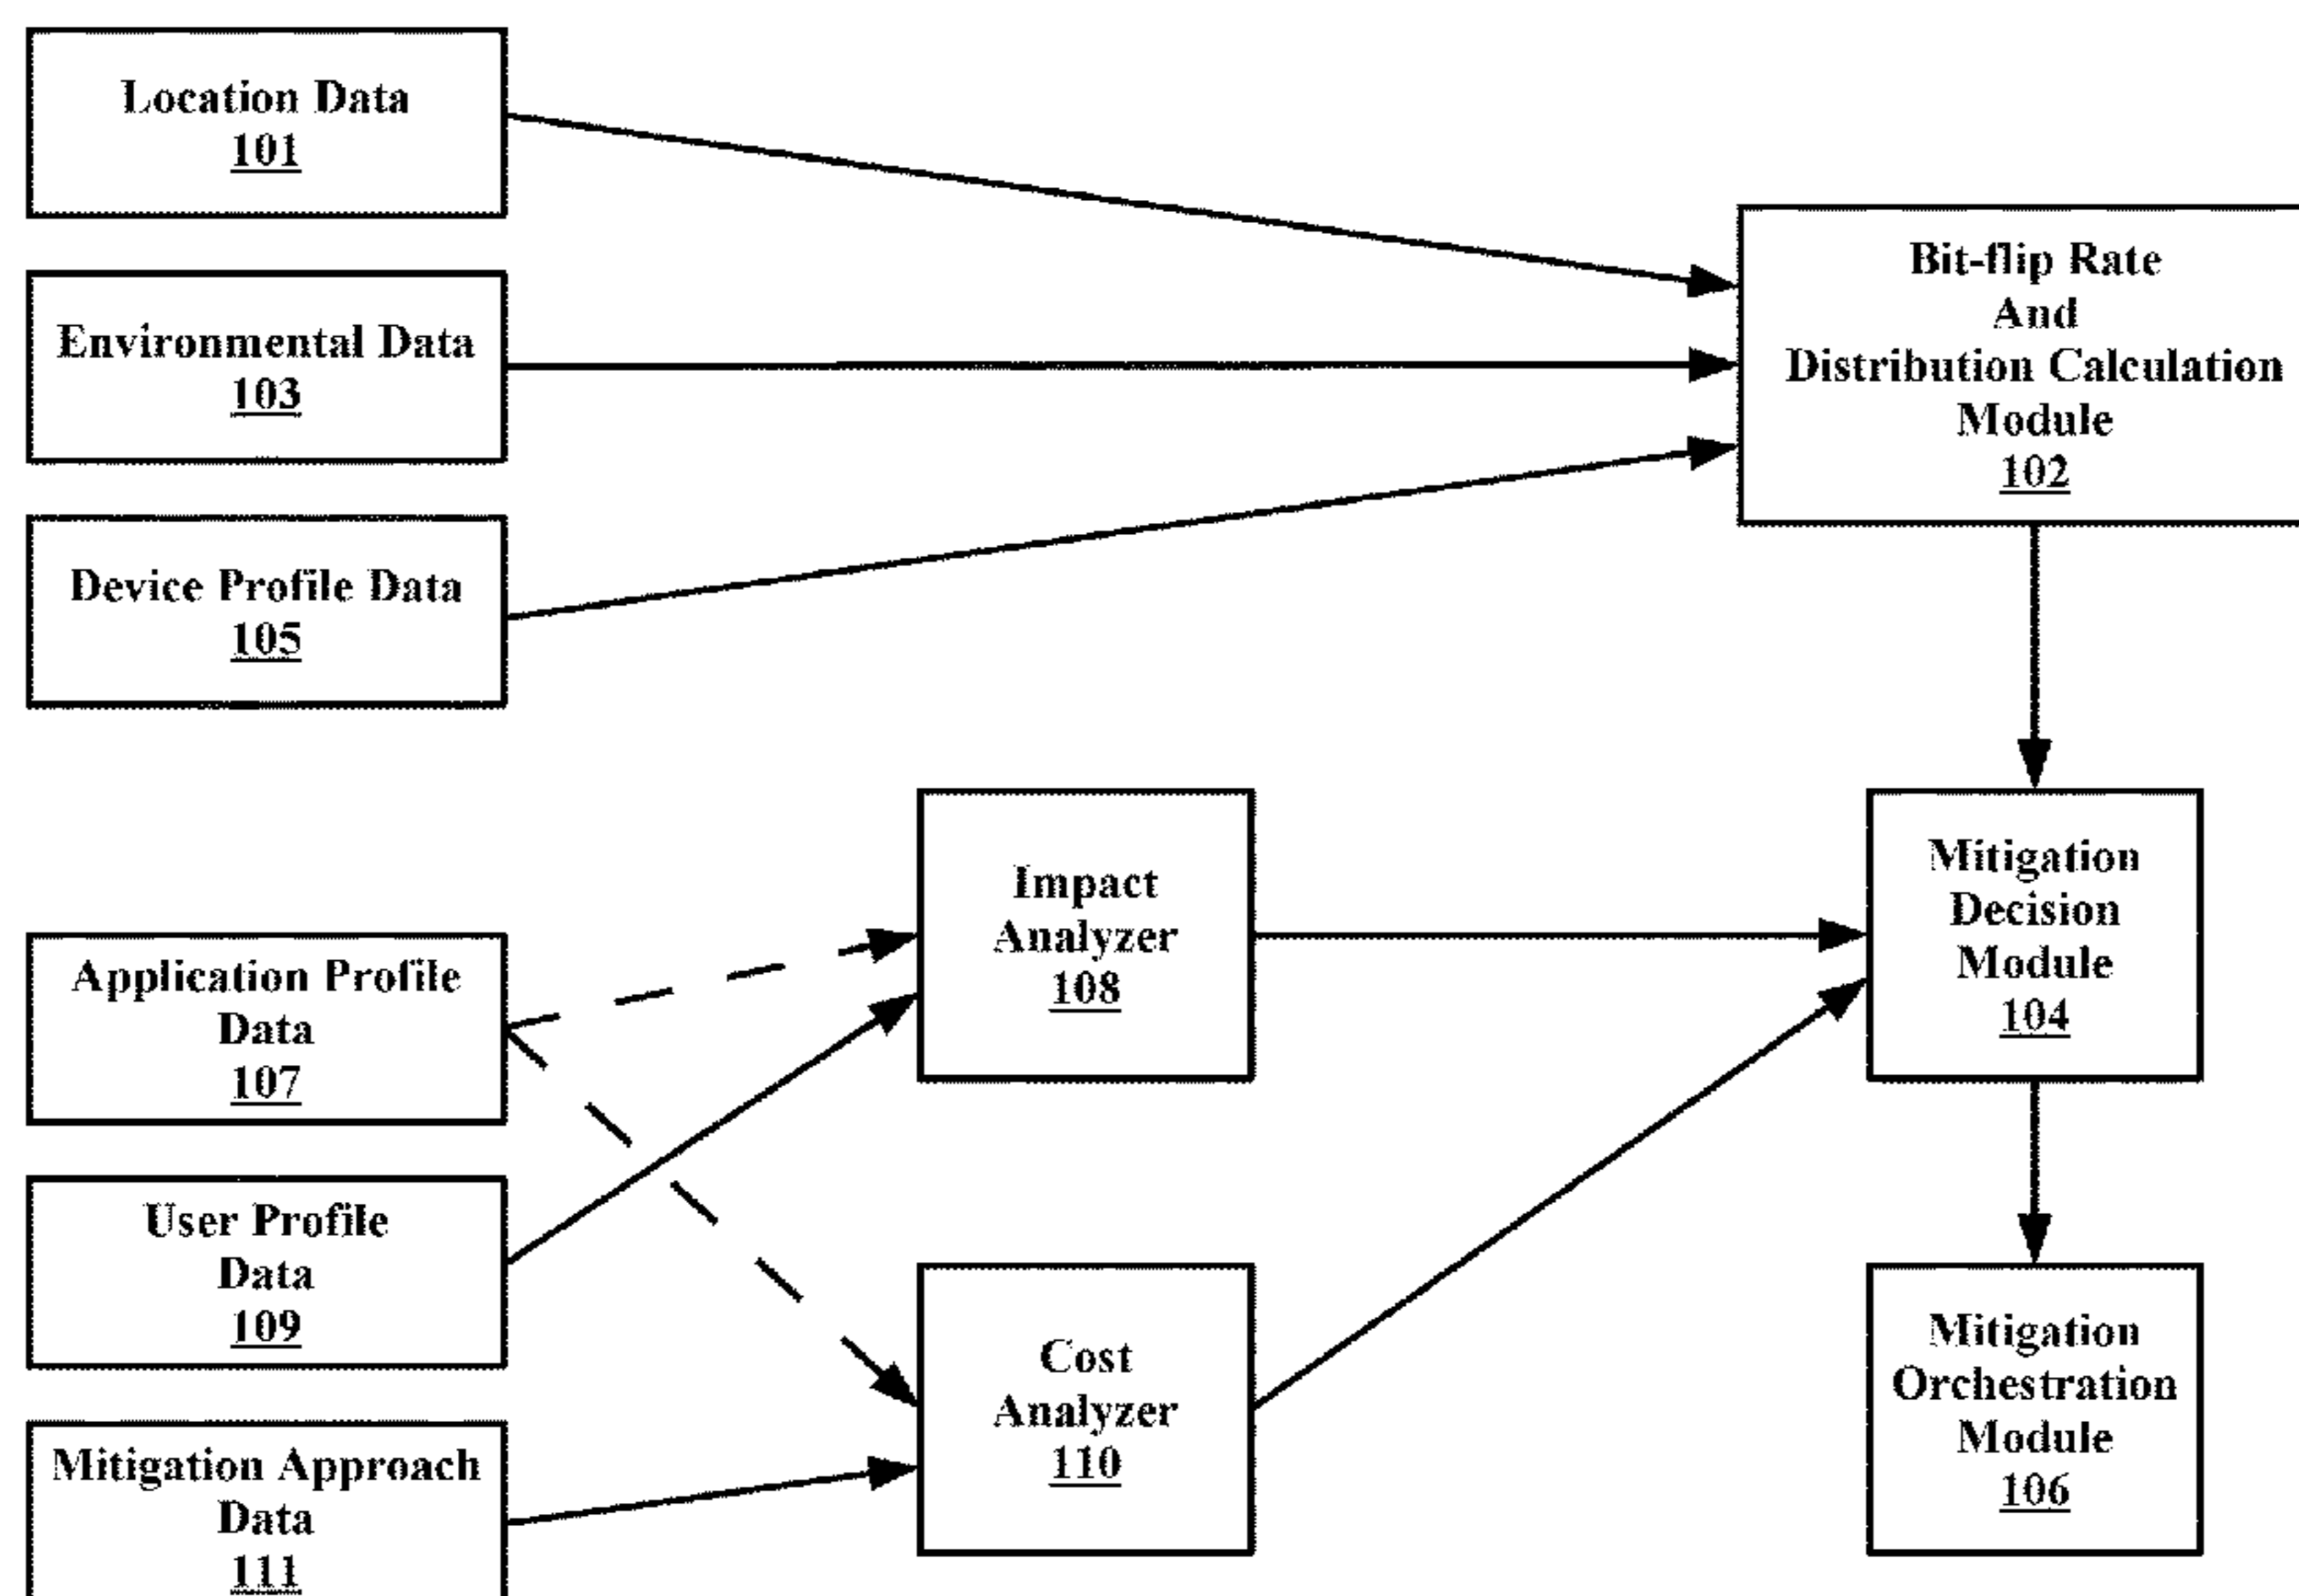 Location Data
101
Environmental Data
103
Device Profile Data
105
Bit-flip Rate
And
Distribution Calculation
Module
102
Application Profile
Data
107
User Profile
Data
109
Mitigation Approach
Data
111
Impact
Analyzer
108
Cost
Analyzer
110
Mitigation
Decision
Module
104
Mitigation
Orchestration
Module
106